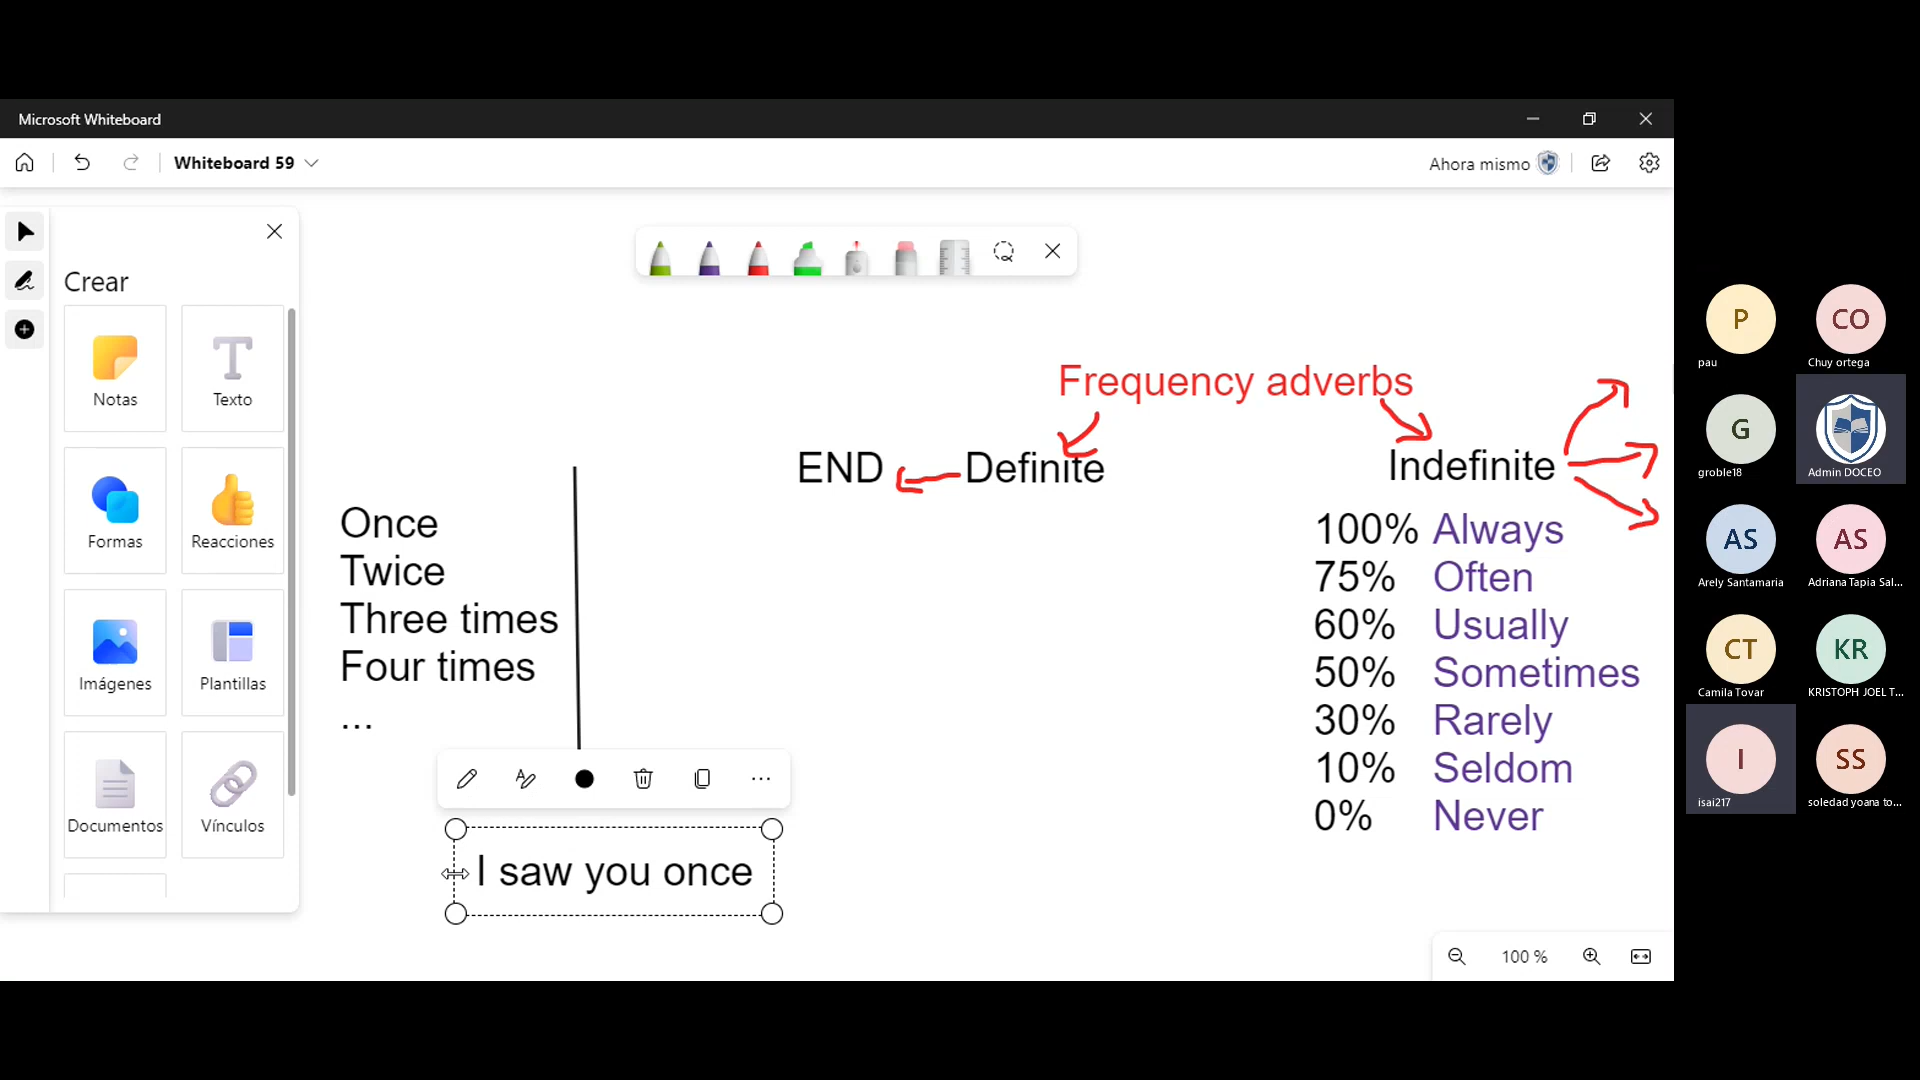 Microsoft Whiteboard
Whiteboard 59
Ahora mismo
Crear
Notas
Texto
Formas
Reacciones
Imágenes
Plantillas
Documentos
Vínculos
Frequency adverbs
END
Definite
Indefinite
Once
Twice
Three times
Four times
...
100% Always
75% Often
60% Usually
50% Sometimes
30% Rarely
10% Seldom
0% Never
I saw you once
100 %
P
pau
CO
Chuy ortega
G
groble18
Admin DOCEO
AS
Arely Santamaria
AS
Adriana Tapia Sal...
CT
Camila Tovar
KR
KRISTOPH JOEL T...
I
isai217
SS
soledad yoana to...